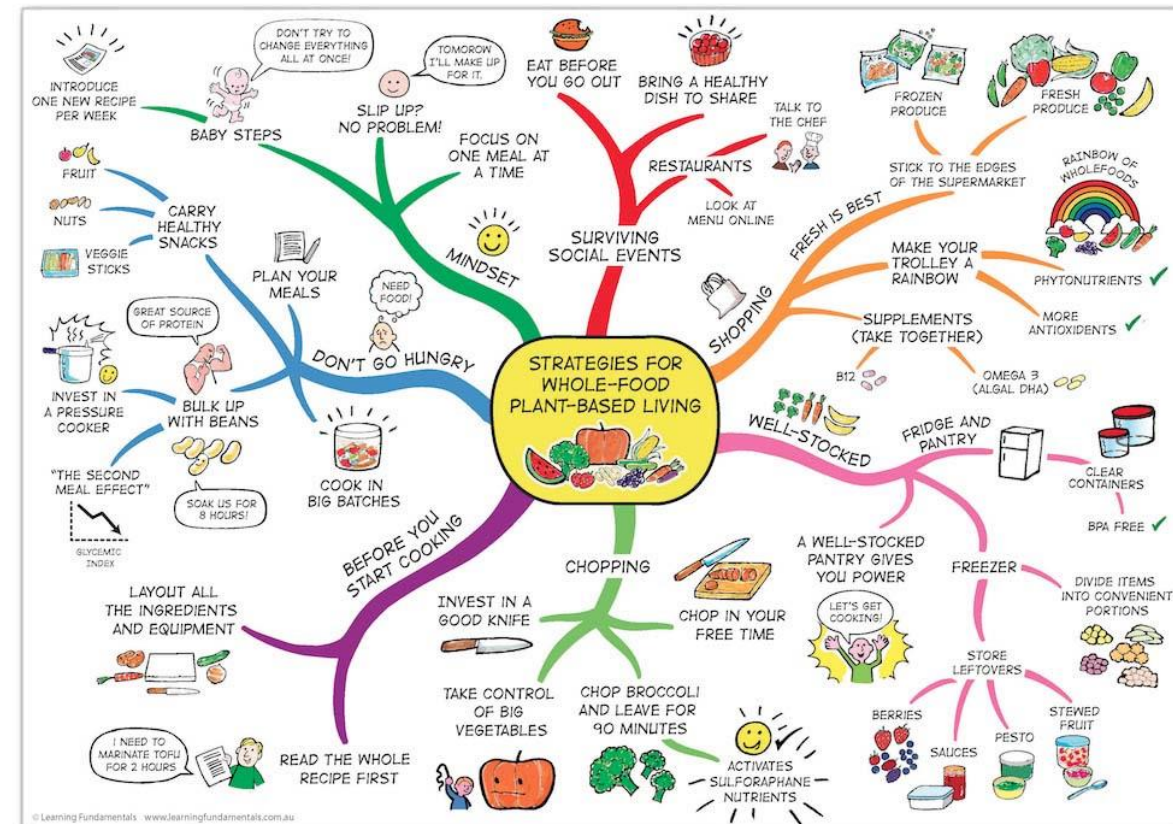 STRATEGIES FOR
WHOLE-FOOD
PLANT-BASED LIVING
MINDSET
BABY STEPS
DON'T TRY TO
CHANGE EVERYTHING
ALL AT ONCE!
INTRODUCE
ONE NEW RECIPE
PER WEEK
SLIP UP?
NO PROBLEM!
TOMOROW
I'LL MAKE UP
FOR IT.
FOCUS ON
ONE MEAL AT
A TIME
SURVIVING
SOCIAL EVENTS
EAT BEFORE
YOU GO OUT
BRING A HEALTHY
DISH TO SHARE
RESTAURANTS
TALK TO
THE CHEF
LOOK AT
MENU ONLINE
SHOPPING
FRESH IS BEST
STICK TO THE EDGES
OF THE SUPERMARKET
FROZEN
PRODUCE
FRESH
PRODUCE
MAKE YOUR
TROLLEY A
RAINBOW
RAINBOW OF
WHOLEFOODS
PHYTONUTRIENTS
MORE
ANTIOXIDENTS
SUPPLEMENTS
(TAKE TOGETHER)
B12
OMEGA 3
(ALGAL DHA)
WELL-STOCKED
FRIDGE AND
PANTRY
CLEAR
CONTAINERS
BPA FREE
A WELL-STOCKED
PANTRY GIVES
YOU POWER
LET'S GET
COOKING!
FREEZER
DIVIDE ITEMS
INTO CONVENIENT
PORTIONS
STORE
LEFTOVERS
BERRIES
SAUCES
PESTO
STEWED
FRUIT
CHOPPING
INVEST IN A
GOOD KNIFE
CHOP IN YOUR
FREE TIME
TAKE CONTROL
OF BIG
VEGETABLES
CHOP BROCCOLI
AND LEAVE FOR
90 MINUTES
ACTIVATES
SULFORAPHANE
NUTRIENTS
BEFORE YOU
START COOKING
LAYOUT ALL
THE INGREDIENTS
AND EQUIPMENT
READ THE WHOLE
RECIPE FIRST
I NEED TO
MARINATE TOFU
FOR 2 HOURS
DON'T GO HUNGRY
NEED
FOOD!
PLAN YOUR
MEALS
CARRY
HEALTHY
SNACKS
FRUIT
NUTS
VEGGIE
STICKS
BULK UP
WITH BEANS
GREAT SOURCE
OF PROTEIN
SOAK US FOR
8 HOURS!
INVEST IN
A PRESSURE
COOKER
"THE SECOND
MEAL EFFECT"
GLYCEMIC
INDEX
COOK IN
BIG BATCHES
© Learning Fundamentals www.learningfundamentals.com.au